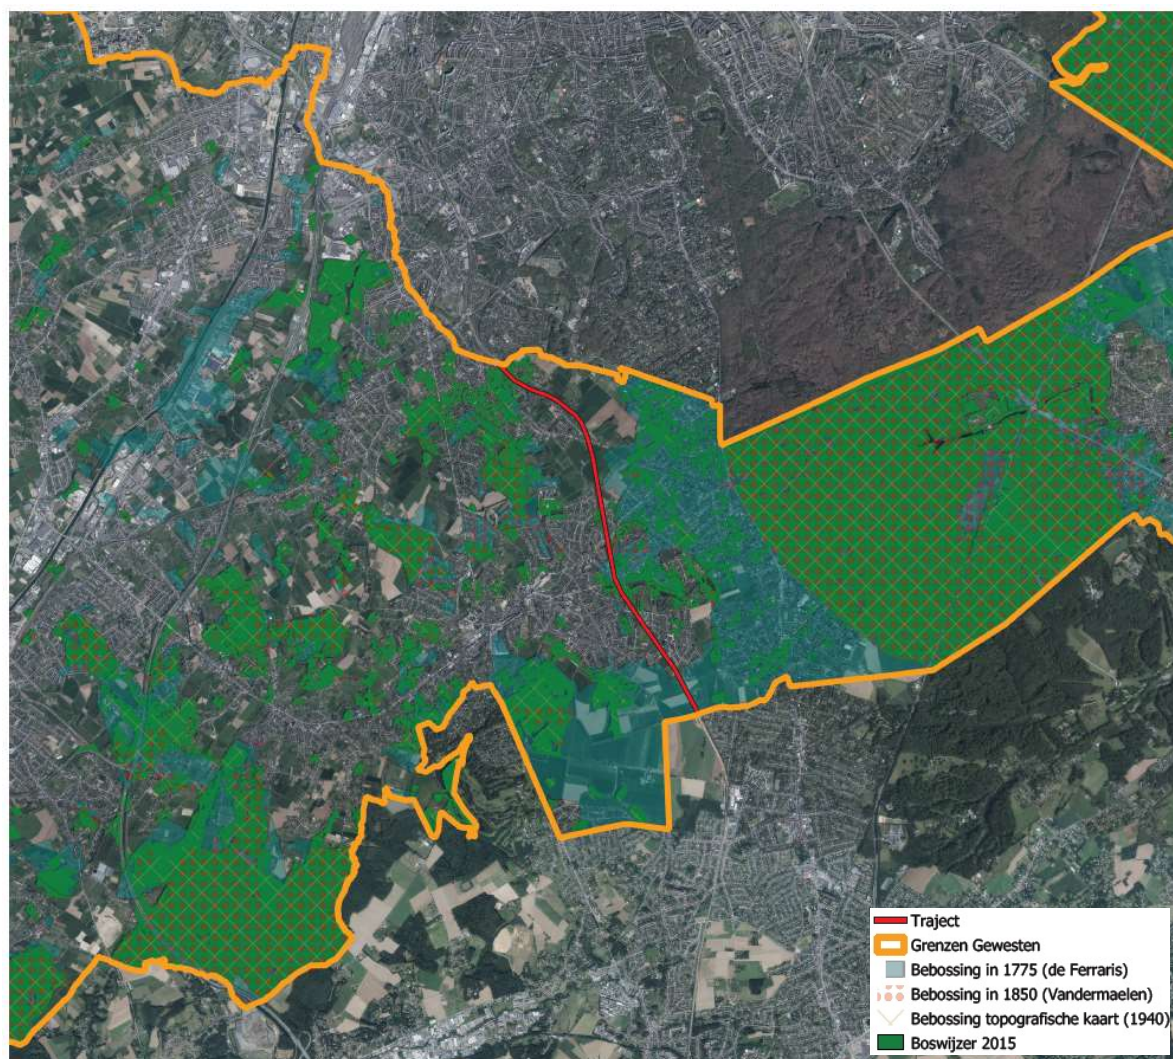 Traject
Grenzen Gewesten
Bebossing in 1775 (de Ferraris)
Bebossing in 1850 (Vandermaelen)
Bebossing topografische kaart (1940)
Boswijzer 2015